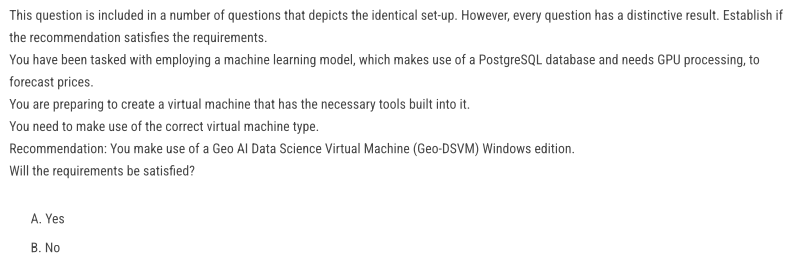 This question is included in a number of questions that depicts the identical set-up. However, every question has a distinctive result. Establish if
the recommendation satisfies the requirements.
You have been tasked with employing a machine learning model, which makes use of a PostgreSQL database and needs GPU processing, to
forecast prices.
You are preparing to create a virtual machine that has the necessary tools built into it.
You need to make use of the correct virtual machine type.
Recommendation: You make use of a Geo AI Data Science Virtual Machine (Geo-DSVM) Windows edition.
Will the requirements be satisfied?
A. Yes
B. No